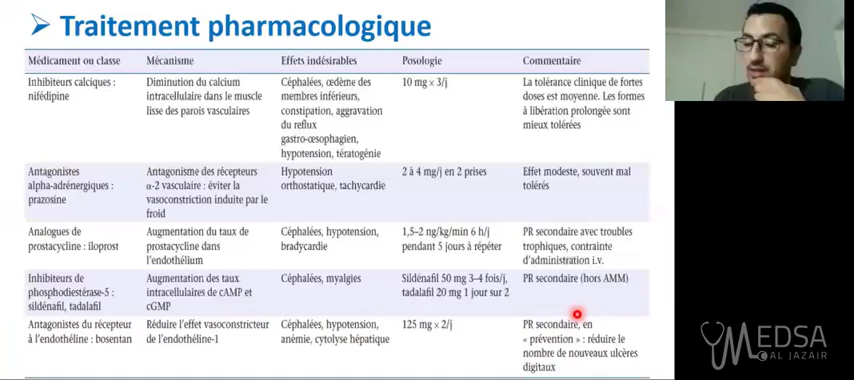 ➤ Traitement pharmacologique
Médicament ou classe
Mécanisme
Effets indésirables
Posologie
Commentaire
Inhibiteurs calciques :
nifédipine
Diminution du calcium
intracellulaire dans le muscle
lisse des parois vasculaires
Céphalées, œdème des
membres inférieurs,
constipation, aggravation
du reflux
gastro-œsophagien,
hypotension, tératogénie
10 mg × 3/j
La tolérance clinique de fortes
doses est moyenne. Les formes
à libération prolongée sont
mieux tolérées
Antagonistes
alpha-adrénergiques :
prazosine
Antagonisme des récepteurs
α-2 vasculaire : éviter la
vasoconstriction induite par le
froid
Hypotension
orthostatique, tachycardie
2 à 4 mg/j en 2 prises
Effet modeste, souvent mal
tolérés
Analogues de
prostacycline : iloprost
Augmentation du taux de
prostacycline dans
l'endothélium
Céphalées, hypotension,
bradycardie
1,5–2 ng/kg/min 6 h/j
pendant 5 jours à répéter
PR secondaire avec troubles
trophiques, contrainte
d'administration i.v.
Inhibiteurs de
phosphodiestérase-5 :
sildénafil, tadalafil
Augmentation des taux
intracellulaires de cAMP et
cGMP
Céphalées, myalgies
Sildénafil 50 mg 3–4 fois/j,
tadalafil 20 mg 1 jour sur 2
PR secondaire (hors AMM)
Antagonistes du récepteur
à l'endothéline : bosentan
Réduire l'effet vasoconstricteur
de l'endothéline-1
Céphalées, hypotension,
anémie, cytolyse hépatique
125 mg × 2/j
PR secondaire, en
« prévention » : réduire le
nombre de nouveaux ulcères
digitaux
MEDSA
AL JAZAIR